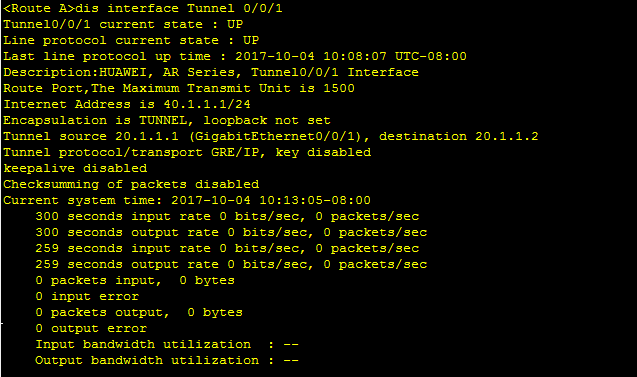 <Route A>dis interface Tunnel 0/0/1
Tunnel0/0/1 current state : UP
Line protocol current state : UP
Last line protocol up time : 2017-10-04 10:08:07 UTC-08:00
Description:HUAWEI, AR Series, Tunnel0/0/1 Interface
Route Port,The Maximum Transmit Unit is 1500
Internet Address is 40.1.1.1/24
Encapsulation is TUNNEL, loopback not set
Tunnel source 20.1.1.1 (GigabitEthernet0/0/1), destination 20.1.1.2
Tunnel protocol/transport GRE/IP, key disabled
keepalive disabled
Checksumming of packets disabled
Current system time: 2017-10-04 10:13:05-08:00
    300 seconds input rate 0 bits/sec, 0 packets/sec
    300 seconds output rate 0 bits/sec, 0 packets/sec
    259 seconds input rate 0 bits/sec, 0 packets/sec
    259 seconds output rate 0 bits/sec, 0 packets/sec
    0 packets input,  0 bytes
    0 input error
    0 packets output,  0 bytes
    0 output error
    Input bandwidth utilization  : --
    Output bandwidth utilization : --